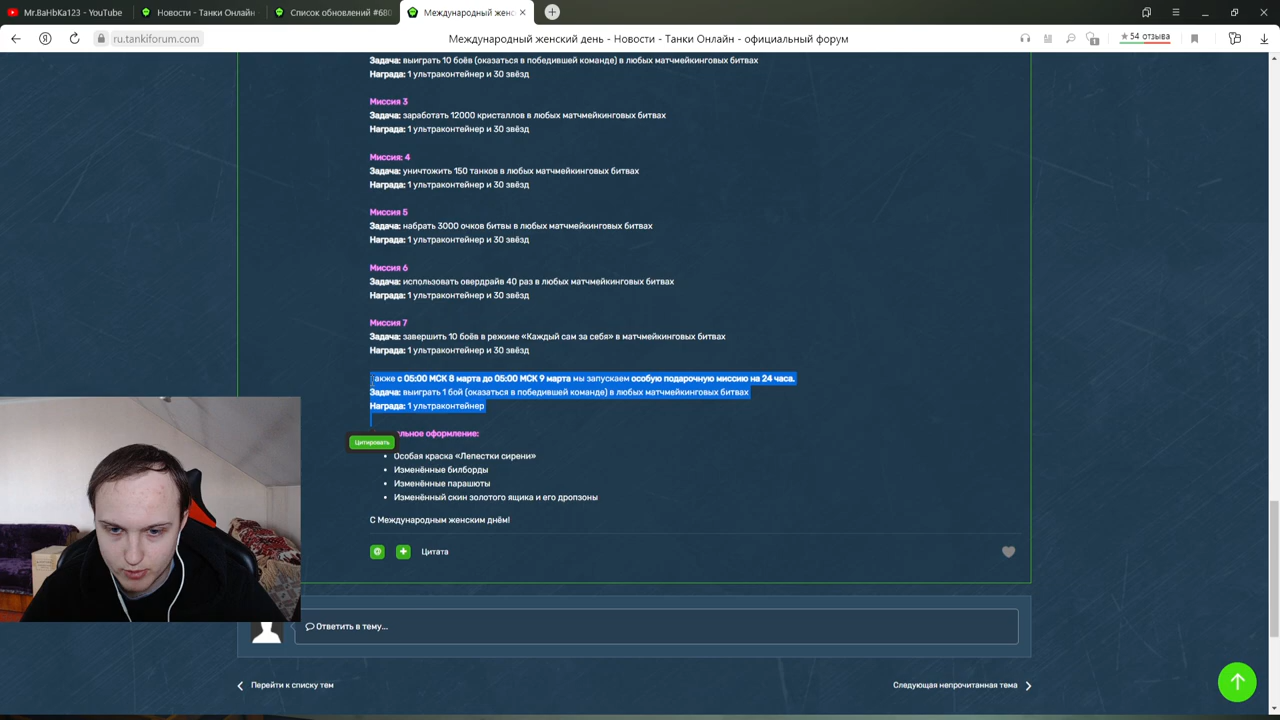 Mr.BaHbKa123 - YouTube
Новости - Танки Онлайн
Список обновлений #680
Международный жен
ru.tankiforum.com
Международный женский день - Новости - Танки Онлайн - официальный форум
54 отзыва
Задача: выиграть 10 боёв (оказаться в победившей команде) в любых матчмейкинговых битвах
Награда: 1 ультраконтейнер и 30 звёзд
Миссия 3
Задача: заработать 12000 кристаллов в любых матчмейкинговых битвах
Награда: 1 ультраконтейнер и 30 звёзд
Миссия: 4
Задача: уничтожить 150 танков в любых матчмейкинговых битвах
Награда: 1 ультраконтейнер и 30 звёзд
Миссия 5
Задача: набрать 3000 очков битвы в любых матчмейкинговых битвах
Награда: 1 ультраконтейнер и 30 звёзд
Миссия 6
Задача: использовать овердрайв 40 раз в любых матчмейкинговых битвах
Награда: 1 ультраконтейнер и 30 звёзд
Миссия 7
Задача: завершить 10 боёв в режиме «Каждый сам за себя» в матчмейкинговых битвах
Награда: 1 ультраконтейнер и 30 звёзд
Также с 05:00 МСК 8 марта до 05:00 МСК 9 марта мы запускаем особую подарочную миссию на 24 часа.
Задача: выиграть 1 бой (оказаться в победившей команде) в любых матчмейкинговых битвах
Награда: 1 ультраконтейнер
льное оформление:
Цитировать
• Особая краска «Лепестки сирени»
• Изменённые билборды
• Изменённые парашюты
• Изменённый скин золотого ящика и его дропзоны
С Международным женским днём!
Цитата
Ответить в тему...
Перейти к списку тем
Следующая непрочитанная тема